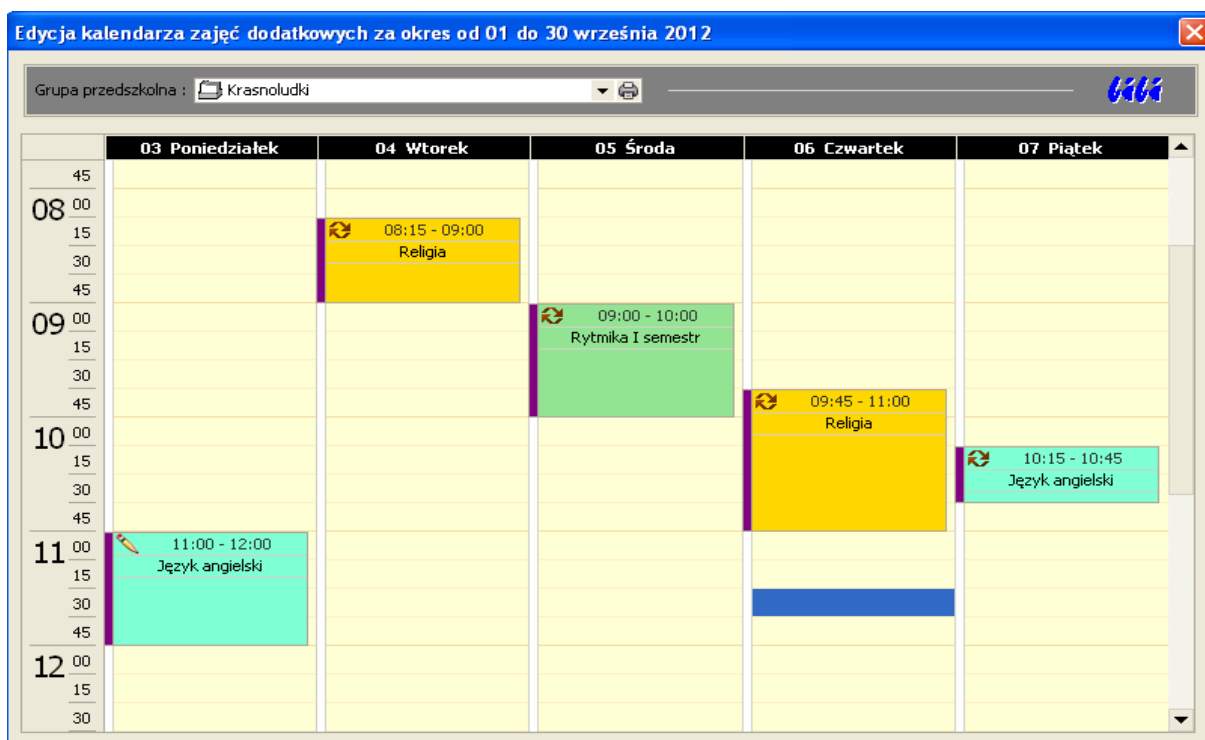 Edycja kalendarza zajęć dodatkowych za okres od 01 do 30 września 2012
Grupa przedszkolna : Krasnoludki
bibi
03 Poniedziałek 04 Wtorek 05 Środa 06 Czwartek 07 Piątek
45
08 00
15
08:15 - 09:00
Religia
30
45
09 00
09:00 - 10:00
15
Rytmika I semestr
30
45
09:45 - 11:00
Religia
10 00
15
10:15 - 10:45
Język angielski
30
45
11 00
11:00 - 12:00
Język angielski
15
30
45
12 00
15
30